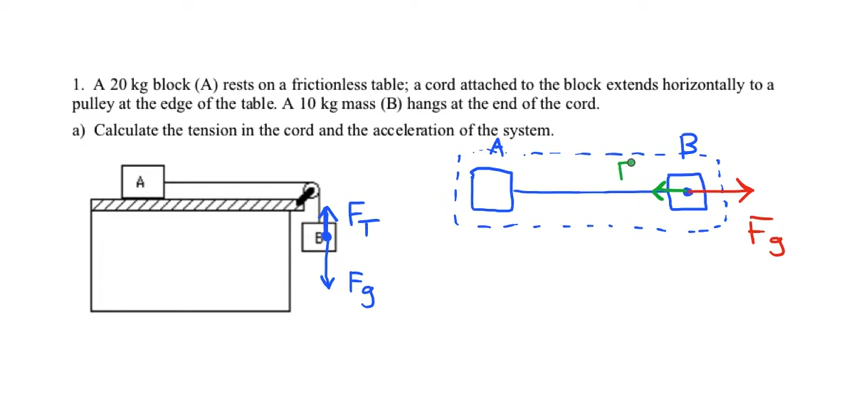 1. A 20 kg block (A) rests on a frictionless table; a cord attached to the block extends horizontally to a
pulley at the edge of the table. A 10 kg mass (B) hangs at the end of the cord.
a) Calculate the tension in the cord and the acceleration of the system.
A
B
A
B
FT
Fg
Fg